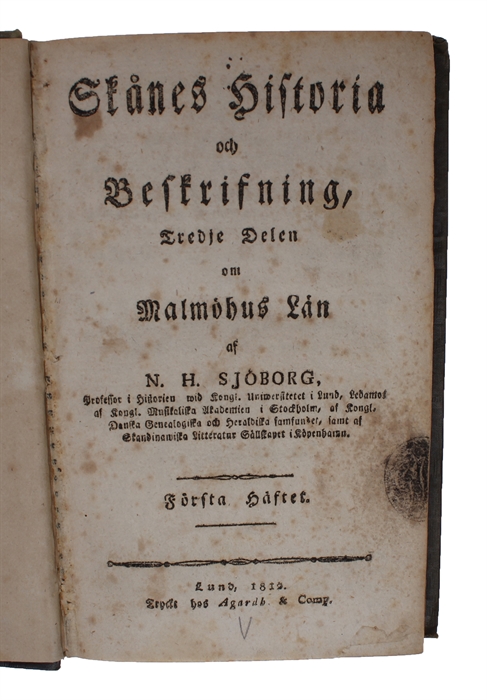 Skånes Historia
och
Beskrifning,
Tredje Delen
om
Malmöhus Län
af
N. H. SJÖBORG,
Professor i Historien wid Kongl. Universitetet i Lund, Ledamot
af Kongl. Musikaliska Akademien i Stockholm, af Kongl.
Danska Genealogiska och Heraldiska samfundet, samt af
Skandinawiska Litteratur Sällskapet i Köpenhamn.
Första Häftet.
Lund, 1812.
Tryckt hos Agardh & Comp.